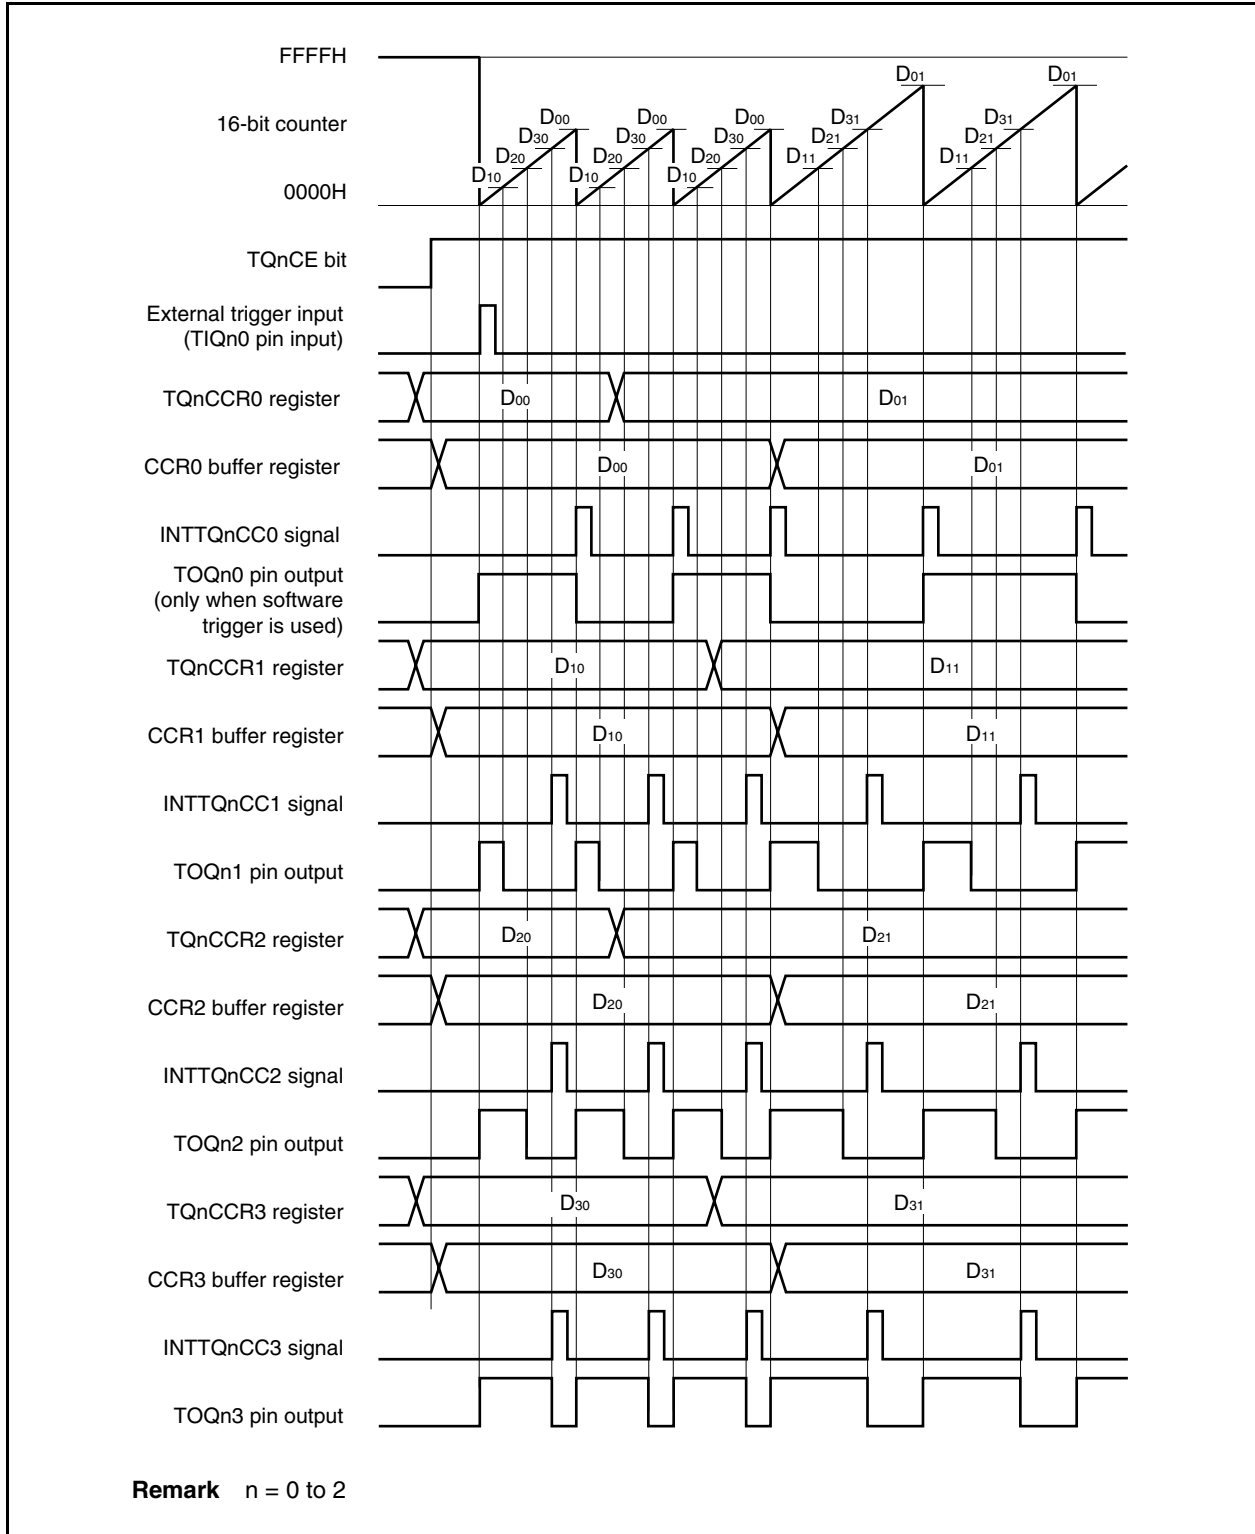 FFFFH
D01 D01
16-bit counter
D00 D00 D00 D31 D31
D30 D30 D30 D21 D21
D20 D20 D20 D11 D11
D10 D10 D10
0000H
TQnCE bit
External trigger input
(TIQn0 pin input)
TQnCCR0 register D00 D01
CCR0 buffer register D00 D01
INTTQnCC0 signal
TOQn0 pin output
(only when software
trigger is used)
TQnCCR1 register D10 D11
CCR1 buffer register D10 D11
INTTQnCC1 signal
TOQn1 pin output
TQnCCR2 register D20 D21
CCR2 buffer register D20 D21
INTTQnCC2 signal
TOQn2 pin output
TQnCCR3 register D30 D31
CCR3 buffer register D30 D31
INTTQnCC3 signal
TOQn3 pin output
Remark n = 0 to 2